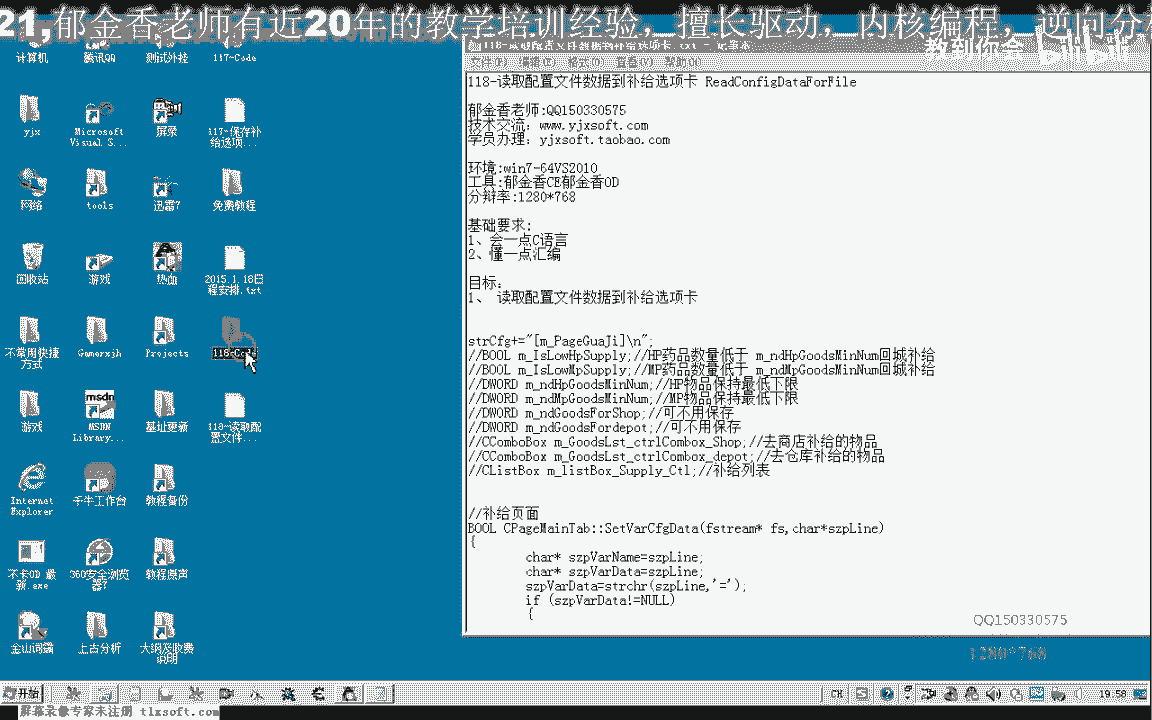 21,郁金香老师有近20年的教学培训经验，擅长驱动，内核编程，逆向分析
教到你会 bilibili
计算机
腾讯QQ
测试外挂
117-Code
118-读取配置文件数据到补给选项卡.txt - 记事本
文件(F) 编辑(E) 格式(O) 查看(V) 帮助(H)
yjx
Microsoft Visual S...
屏录
117-保存补给选项...
网络
tools
迅雷7
免费教程
回收站
游戏
热血
2015.1.18日程安排.txt
不常用快捷方式
Gamerxjh
Projects
118-Code
游戏
MSDN Library...
基址更新
118-读取配置文件...
Internet Explorer
千牛工作台
教程备份
不卡OD 最新.exe
360安全浏览器7
教程原声
金山词霸
上古分析
大纲及收费说明
118-读取配置文件数据到补给选项卡 ReadConfigDataForFile
郁金香老师:QQ150330575
技术交流：www.yjxsoft.com
学员办理：yjxsoft.taobao.com
环境:win7-64VS2010
工具:郁金香CE郁金香OD
分辩率:1280*768
基础要求:
1、会一点C语言
2、懂一点汇编
目标：
1、 读取配置文件数据到补给选项卡
strCfg+="[m_PageGuaJi]\n";
//BOOL m_IsLowHpSupply;//HP药品数量低于 m_ndHpGoodsMinNum回城补给
//BOOL m_IsLowMpSupply;//MP药品数量低于 m_ndMpGoodsMinNum回城补给
//DWORD m_ndHpGoodsMinNum;//HP物品保持最低下限
//DWORD m_ndMpGoodsMinNum;//MP物品保持最低下限
//DWORD m_ndGoodsForShop;//可不用保存
//DWORD m_ndGoodsFordepot;//可不用保存
//CComboBox m_GoodsLst_ctrlCombox_Shop;//去商店补给的物品
//CComboBox m_GoodsLst_ctrlCombox_depot;//去仓库补给的物品
//CListBox m_listBox_Supply_Ctl;//补给列表
//补给页面
BOOL CPageMainTab::SetVarCfgData(fstream* fs,char*szpLine)
{
char* szpVarName=szpLine;
char* szpVarData=szpLine;
szpVarData=strchr(szpLine,'=');
if (szpVarData!=NULL)
{
QQ150330575
1280*768
开始
CH
19:58
屏幕录像专家未注册 tlxsoft.com